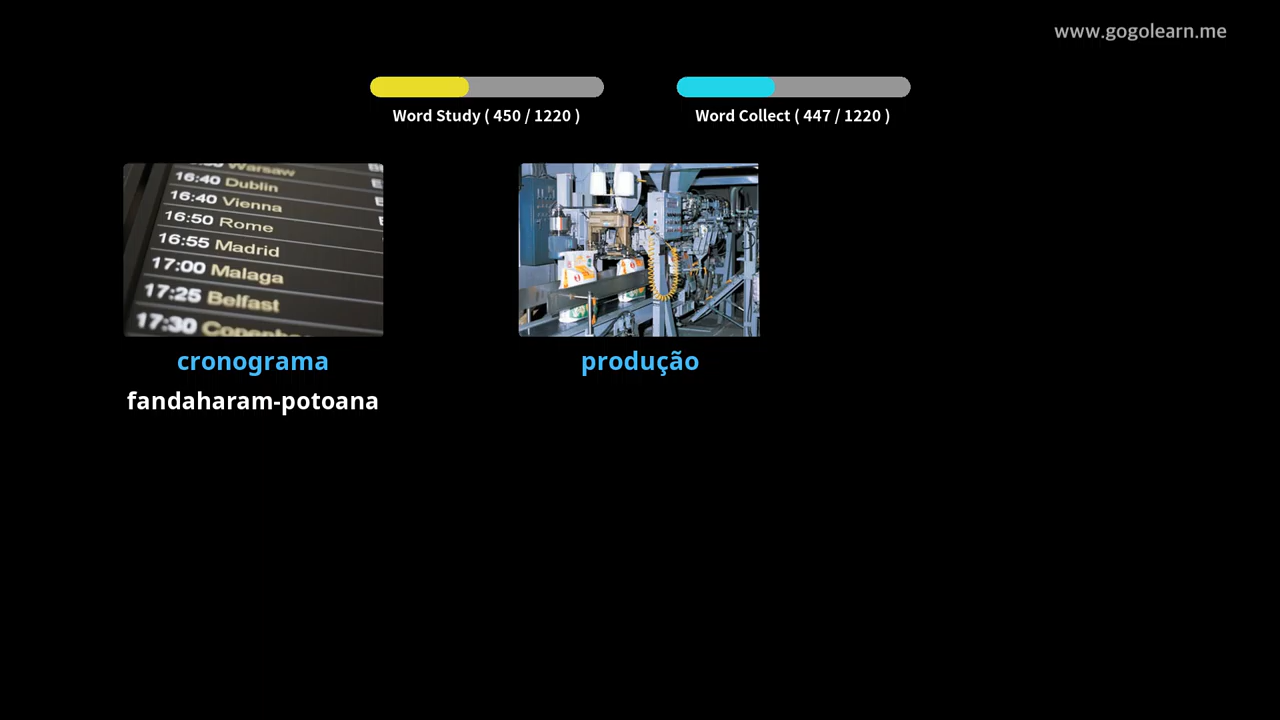 www.gogolearn.me
Word Study ( 450 / 1220 )
Word Collect ( 447 / 1220 )
Warsaw
16:40 Dublin
16:40 Vienna
16:50 Rome
16:55 Madrid
17:00 Malaga
17:25 Belfast
17:30
cronograma
produção
fandaharam-potoana